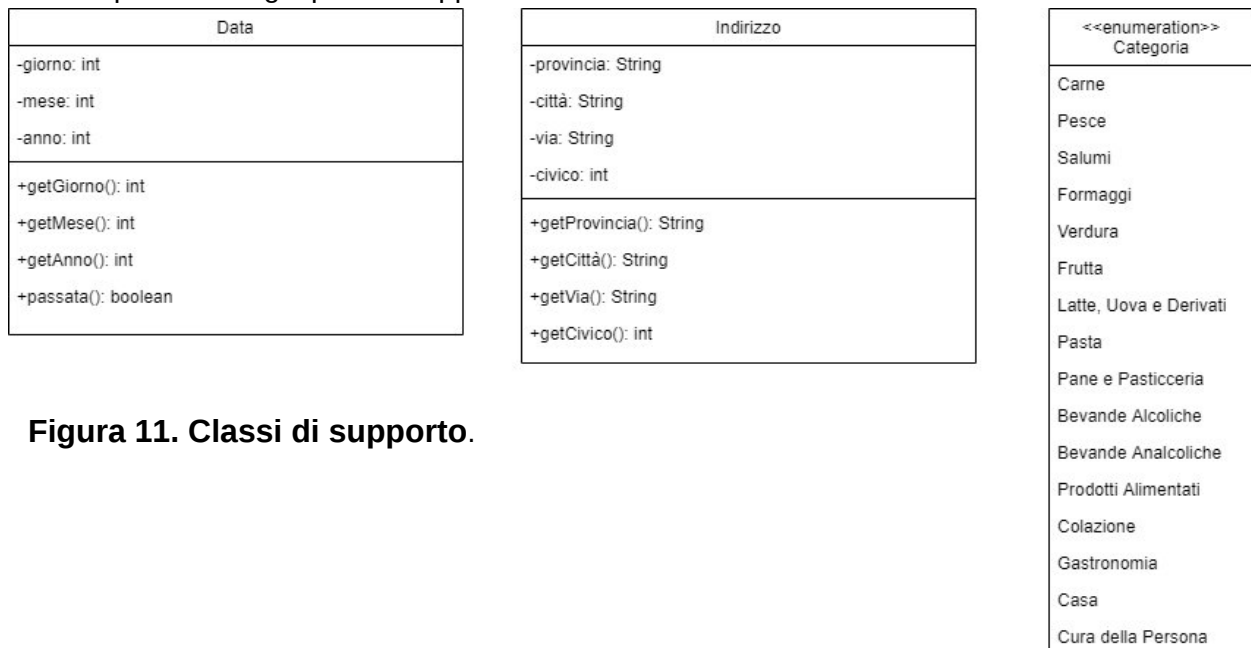 Data
-giorno: int
-mese: int
-anno: int
+getGiorno(): int
+getMese(): int
+getAnno(): int
+passata(): boolean
Indirizzo
-provincia: String
-città: String
-via: String
-civico: int
+getProvincia(): String
+getCittà(): String
+getVia(): String
+getCivico(): int
<<enumeration>>
Categoria
Carne
Pesce
Salumi
Formaggi
Verdura
Frutta
Latte, Uova e Derivati
Pasta
Pane e Pasticceria
Bevande Alcoliche
Bevande Analcoliche
Prodotti Alimentati
Colazione
Gastronomia
Casa
Cura della Persona
Figura 11. Classi di supporto.